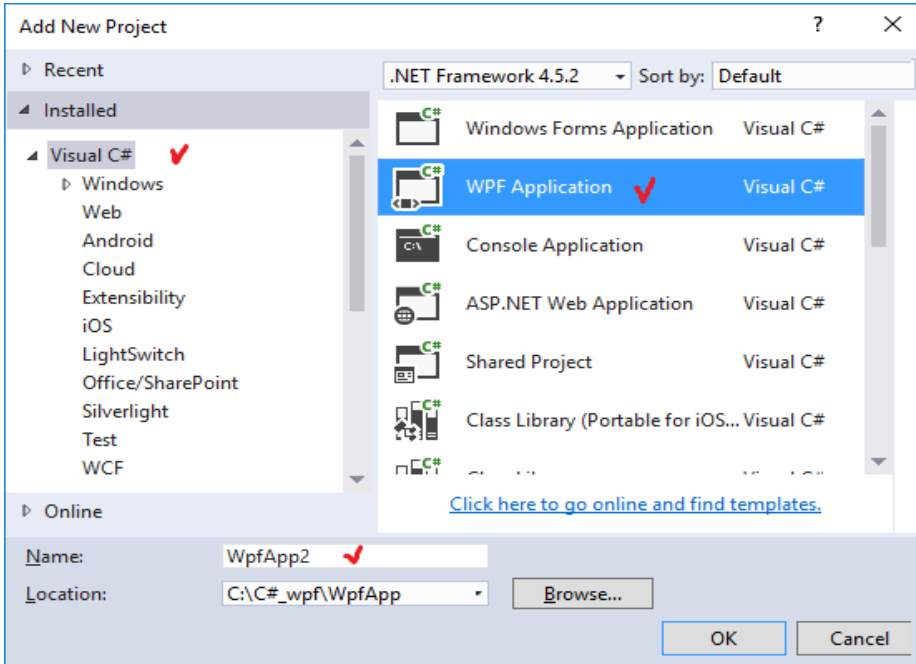 Add New Project
?
Recent
Installed
Visual C#
Windows
Web
Android
Cloud
Extensibility
iOS
LightSwitch
Office/SharePoint
Silverlight
Test
WCF
Online
.NET Framework 4.5.2 Sort by: Default
C# Windows Forms Application Visual C#
C# WPF Application Visual C#
C# C:\ Console Application Visual C#
C# ASP.NET Web Application Visual C#
C# Shared Project Visual C#
C# Class Library (Portable for iOS... Visual C#
C#
Click here to go online and find templates.
Name: WpfApp2
Location: C:\C#_wpf\WpfApp Browse...
OK Cancel